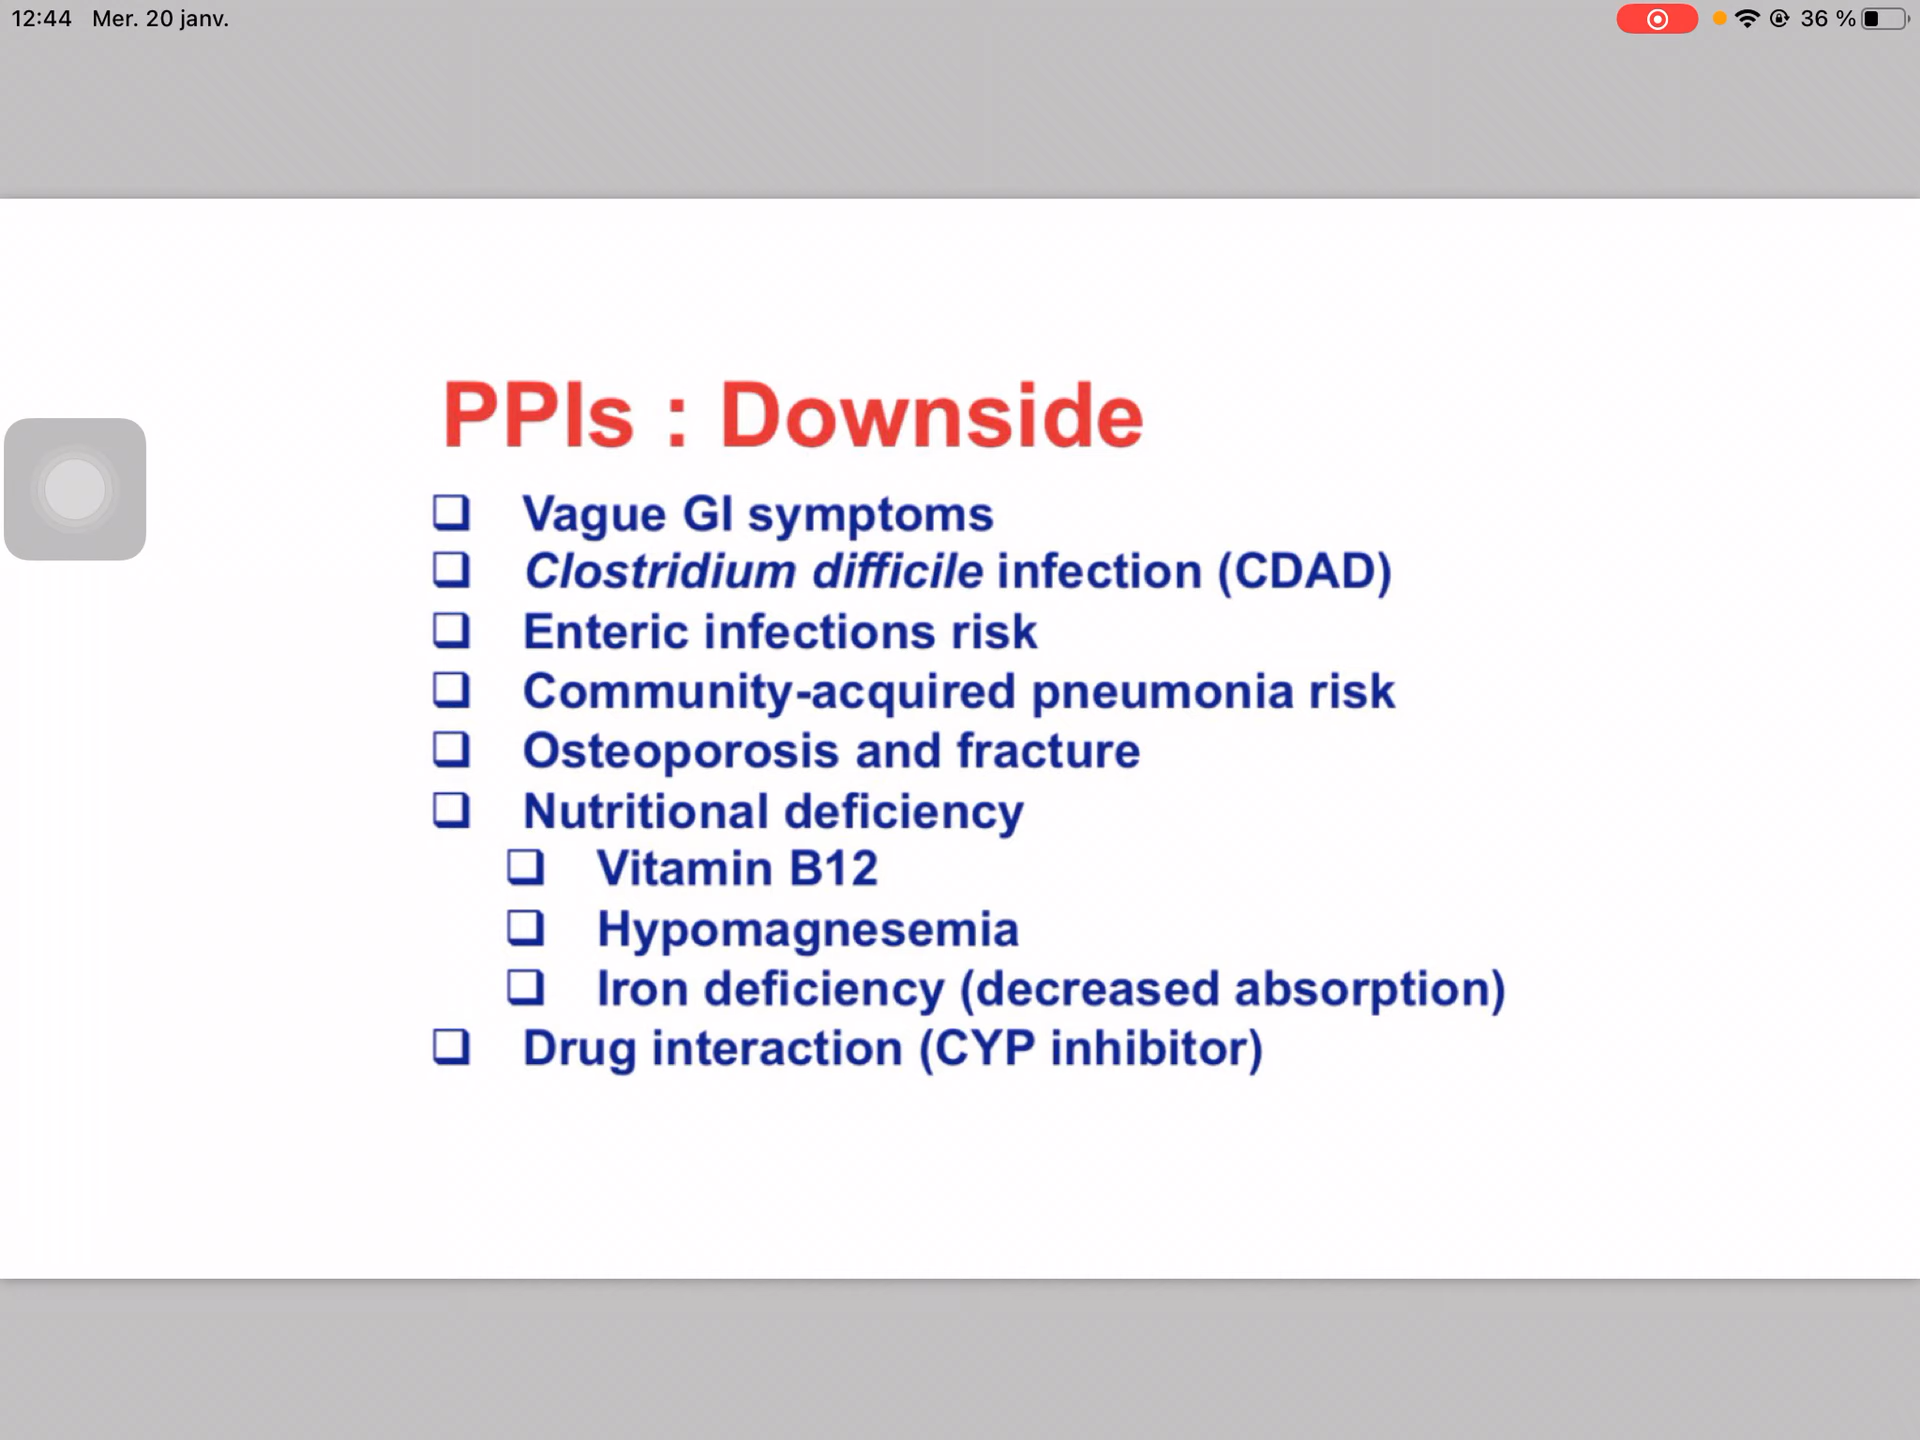 12:44 Mer. 20 janv. 36 %
PPIs : Downside
❑ Vague GI symptoms
❑ Clostridium difficile infection (CDAD)
❑ Enteric infections risk
❑ Community-acquired pneumonia risk
❑ Osteoporosis and fracture
❑ Nutritional deficiency
❑ Vitamin B12
❑ Hypomagnesemia
❑ Iron deficiency (decreased absorption)
❑ Drug interaction (CYP inhibitor)